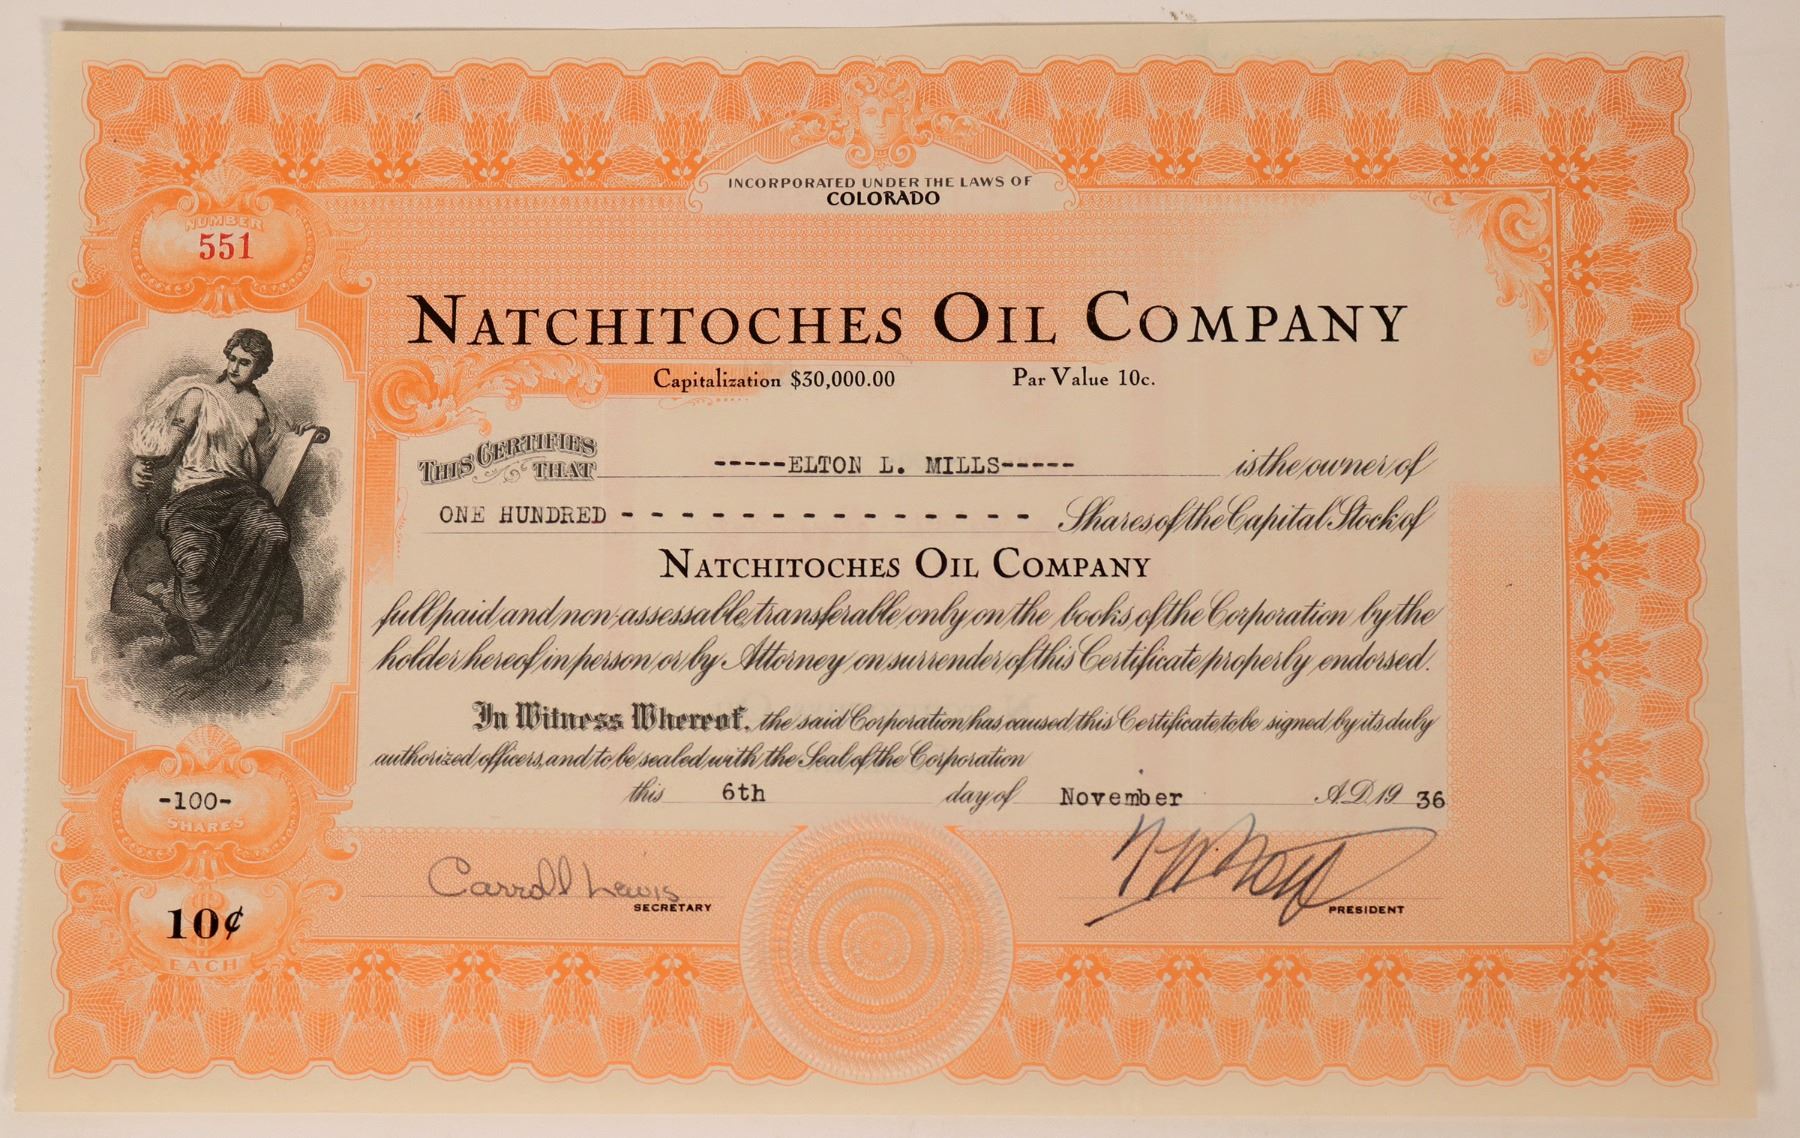 INCORPORATED UNDER THE LAWS OF
COLORADO
NUMBER
551
NATCHITOCHES OIL COMPANY
Capitalization $30,000.00 Par Value 10c.
THIS CERTIFIES THAT -----ELTON L. MILLS----- is the owner of
ONE HUNDRED - - - - - - - - - - - - - - Shares of the Capital Stock of
NATCHITOCHES OIL COMPANY
full paid and non-assessable, transferable only on the books of the Corporation by the
holder hereof in person or by Attorney on surrender of this Certificate properly endorsed.
In Witness Whereof, the said Corporation has caused this Certificate to be signed by its duly
authorized officers, and to be sealed with the Seal of the Corporation
this 6th day of November A.D. 19 36
-100-
SHARES
10¢
EACH
Carroll Lewis
SECRETARY
PRESIDENT